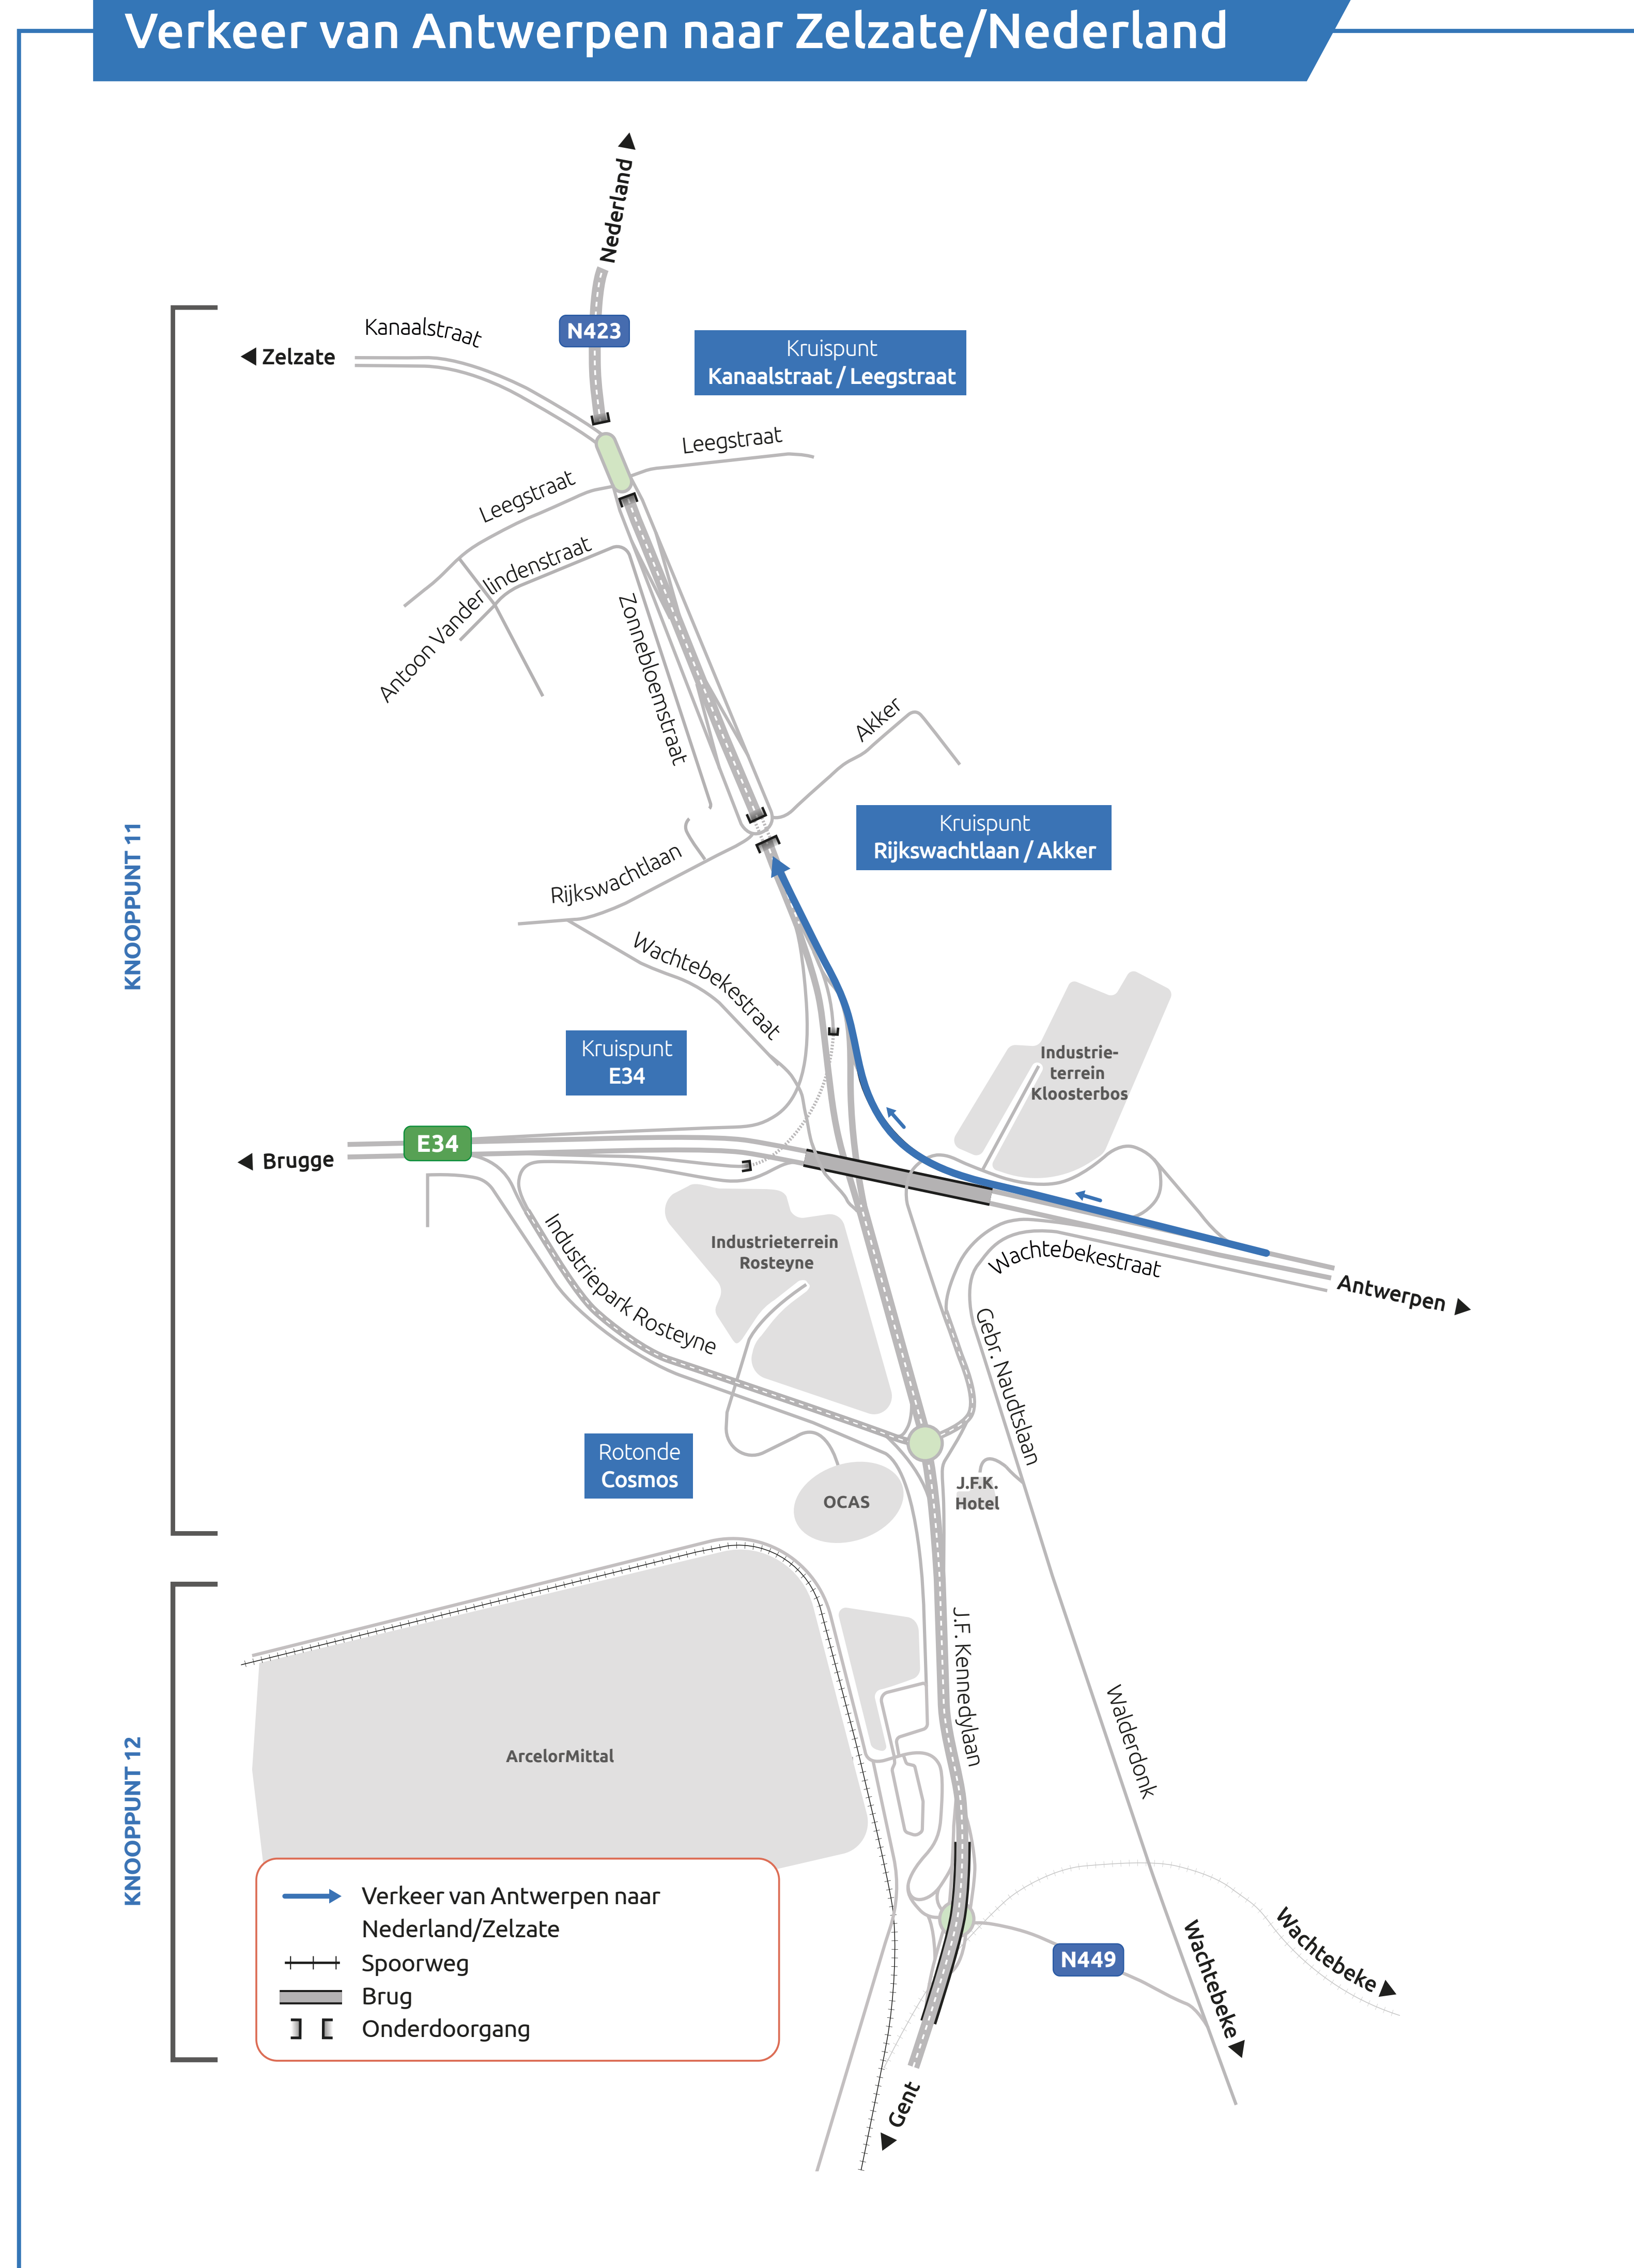 Verkeer van Antwerpen naar Zelzate/Nederland
Nederland
N423
Kanaalstraat
Zelzate
Kruispunt
Kanaalstraat / Leegstraat
Leegstraat
Leegstraat
Antoon Vander lindenstraat
Zonnebloemstraat
Akker
KNOOPPUNT 11
Kruispunt
Rijkswachtlaan / Akker
Rijkswachtlaan
Wachtebekestraat
Kruispunt
E34
Industrie-
terrein
Kloosterbos
E34
Brugge
Industrieterrein
Rosteyne
Industriepark Rosteyne
Wachtebekestraat
Antwerpen
Gebr. Naudtslaan
Rotonde
Cosmos
J.F.K.
Hotel
OCAS
J.F. Kennedylaan
Walderdonk
ArcelorMittal
KNOOPPUNT 12
Verkeer van Antwerpen naar
Nederland/Zelzate
Spoorweg
Brug
Onderdoorgang
N449
Wachtebeke
Wachtebeke
Gent